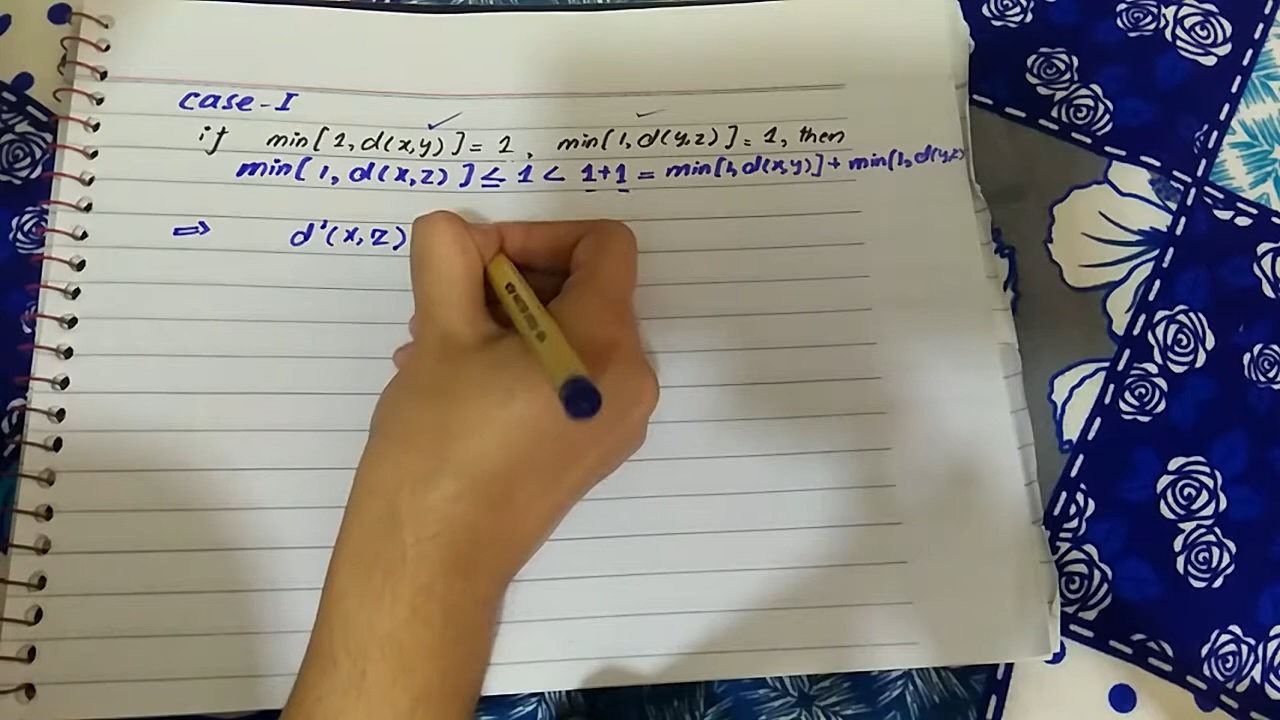 case-I
if min[1, d(x,y)] = 1, min[1, d(y,z)] = 1, then
min[1, d(x,z)] ≤ 1 < 1+1 = min[1, d(x,y)] + min[1, d(y,z)
⇒ d'(x,z)